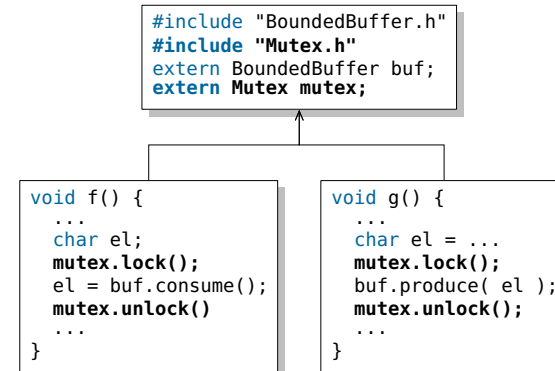 #include "BoundedBuffer.h"
#include "Mutex.h"
extern BoundedBuffer buf;
extern Mutex mutex;
void f() {
  ...
  char el;
  mutex.lock();
  el = buf.consume();
  mutex.unlock()
  ...
}
void g() {
  ...
  char el = ...
  mutex.lock();
  buf.produce( el );
  mutex.unlock();
  ...
}